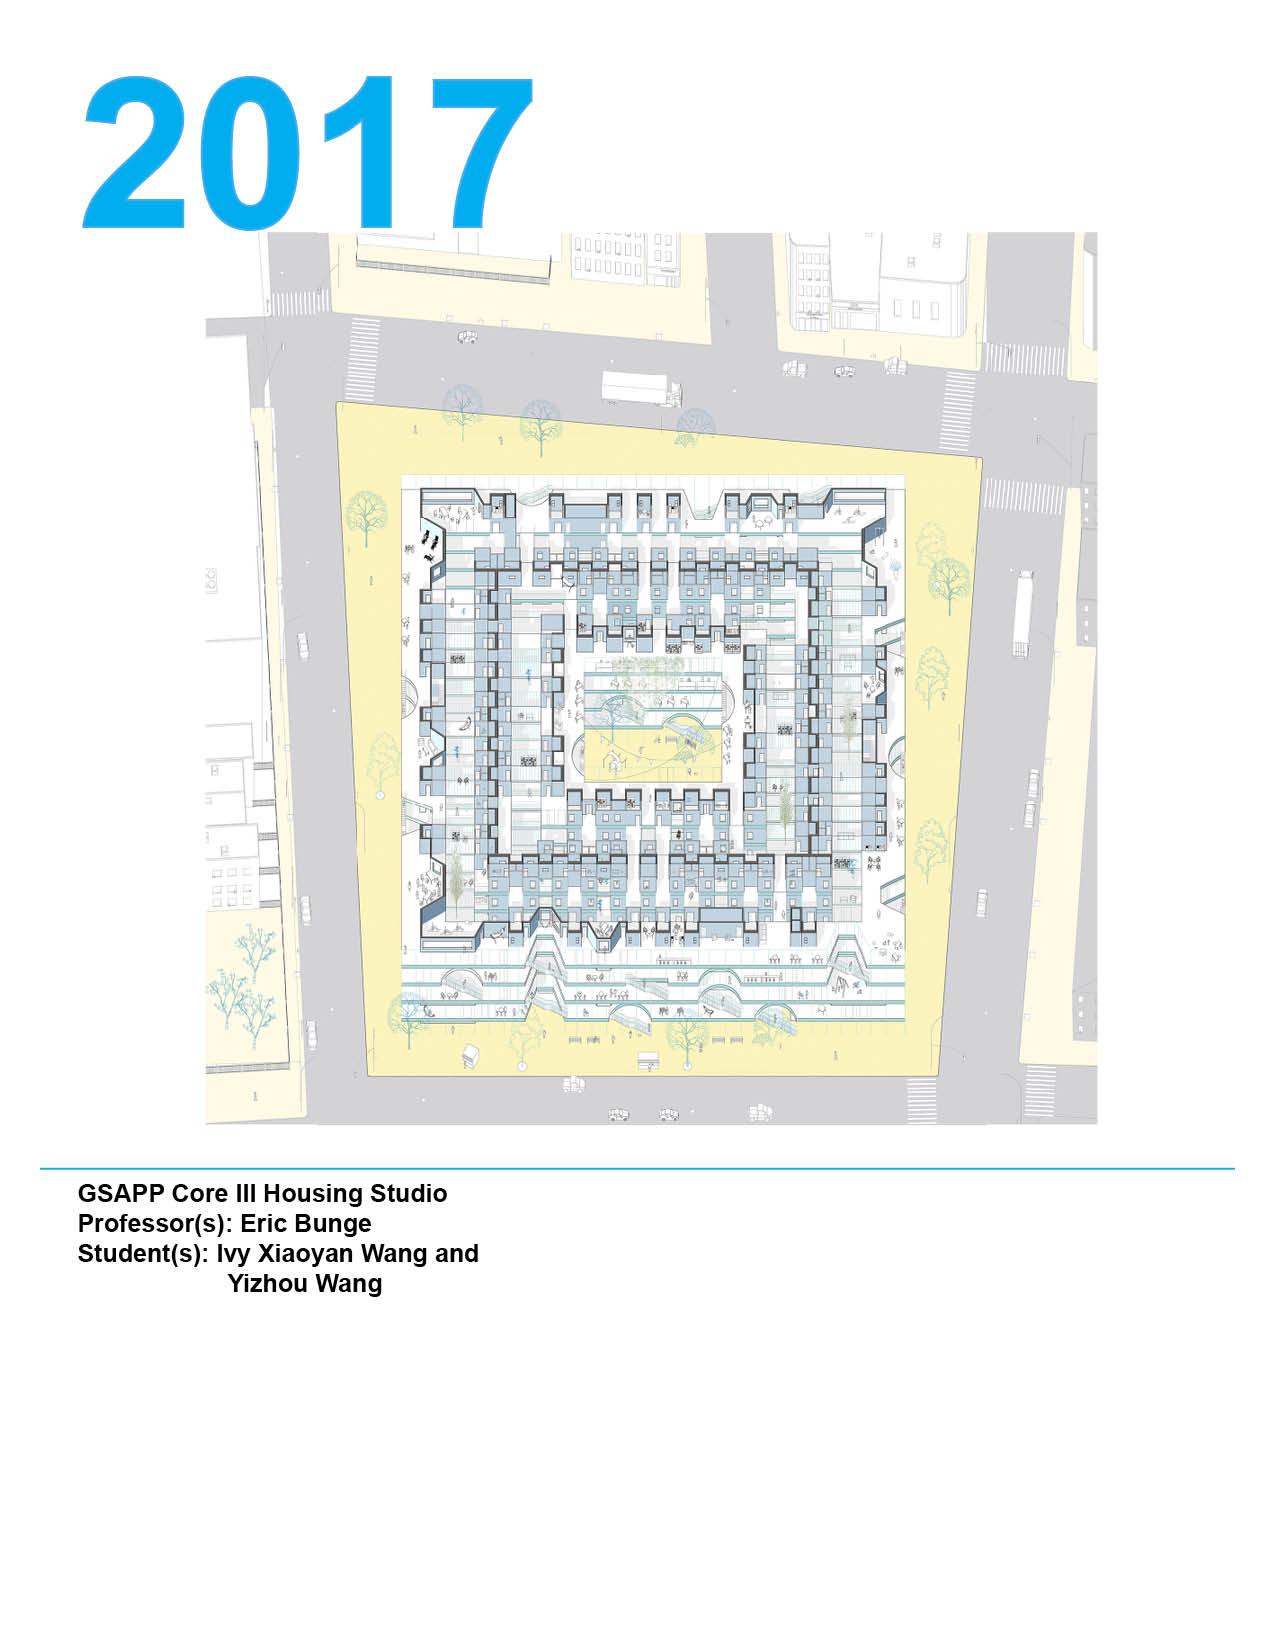 2017
GSAPP Core III Housing Studio
Professor(s): Eric Bunge
Student(s): Ivy Xiaoyan Wang and
Yizhou Wang